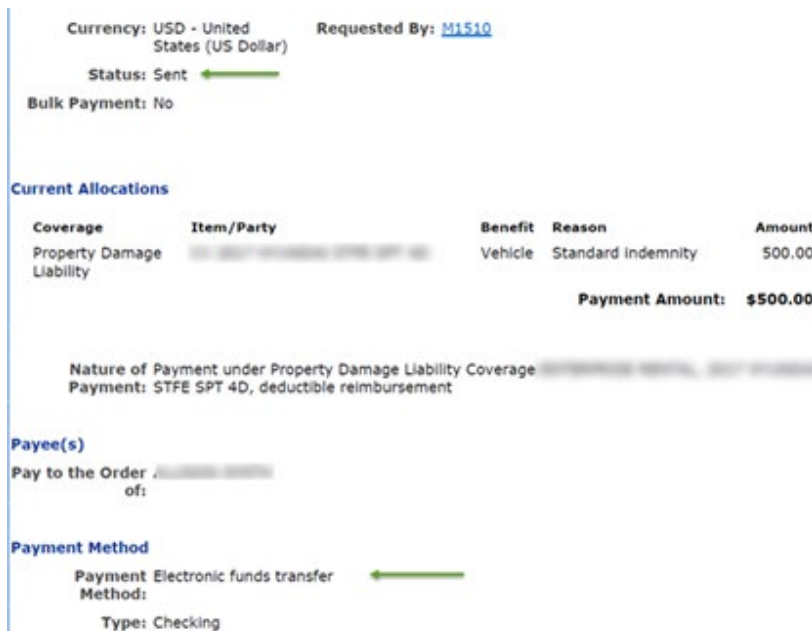 Currency: USD - United States (US Dollar) Requested By: M1510
Status: Sent
Bulk Payment: No
Current Allocations
Coverage Item/Party Benefit Reason Amount
Property Damage Liability Vehicle Standard indemnity 500.00
Payment Amount: $500.00
Nature of Payment: Payment under Property Damage Liability Coverage
STFE SPT 4D, deductible reimbursement
Payee(s)
Pay to the Order of:
Payment Method
Payment Method: Electronic funds transfer
Type: Checking